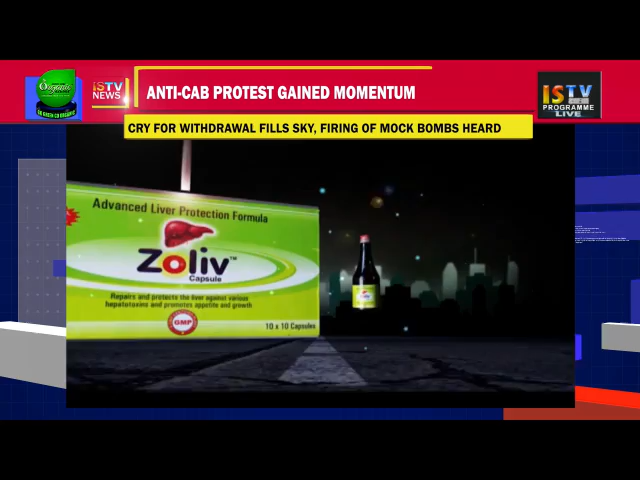 Organic
ISTV
NEWS
ANTI-CAB PROTEST GAINED MOMENTUM
ISTV
PROGRAMME
LIVE
CRY FOR WITHDRAWAL FILLS SKY, FIRING OF MOCK BOMBS HEARD
Advanced Liver Protection Formula
Zoliv™
Capsule
Repairs and protects the liver against various
hepatotoxins and promotes appetite and growth
GMP
10 x 10 Capsules